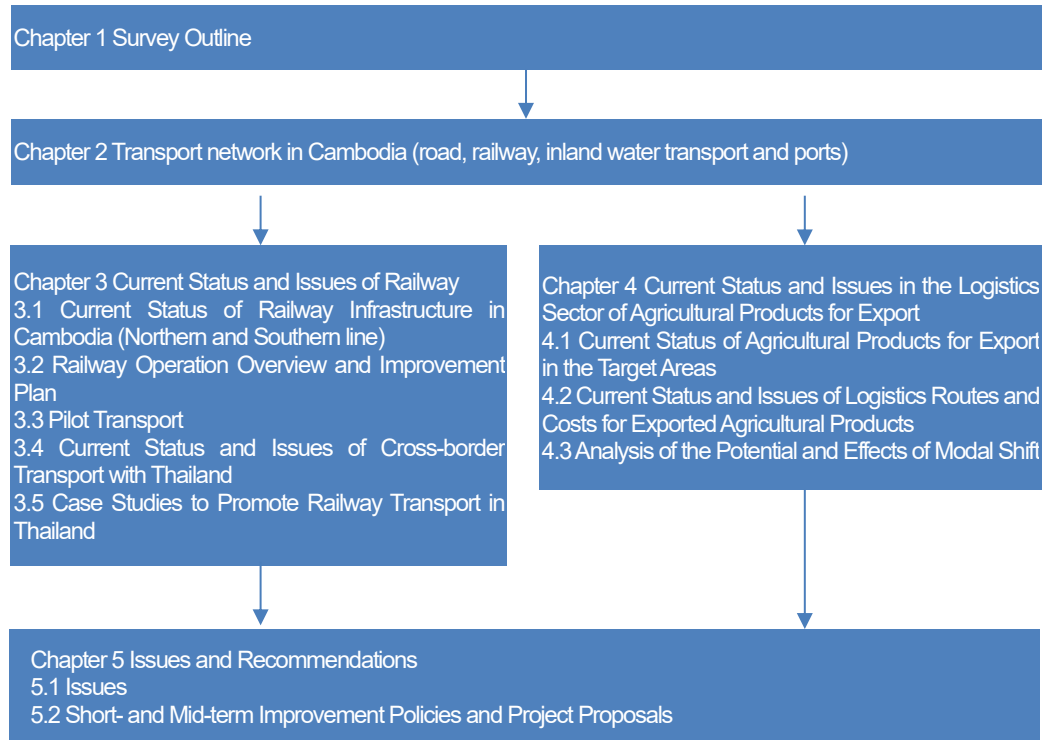 Chapter 1 Survey Outline
Chapter 2 Transport network in Cambodia (road, railway, inland water transport and ports)
Chapter 3 Current Status and Issues of Railway
3.1 Current Status of Railway Infrastructure in
Cambodia (Northern and Southern line)
3.2 Railway Operation Overview and Improvement
Plan
3.3 Pilot Transport
3.4 Current Status and Issues of Cross-border
Transport with Thailand
3.5 Case Studies to Promote Railway Transport in
Thailand
Chapter 4 Current Status and Issues in the Logistics
Sector of Agricultural Products for Export
4.1 Current Status of Agricultural Products for Export
in the Target Areas
4.2 Current Status and Issues of Logistics Routes and
Costs for Exported Agricultural Products
4.3 Analysis of the Potential and Effects of Modal Shift
Chapter 5 Issues and Recommendations
5.1 Issues
5.2 Short- and Mid-term Improvement Policies and Project Proposals